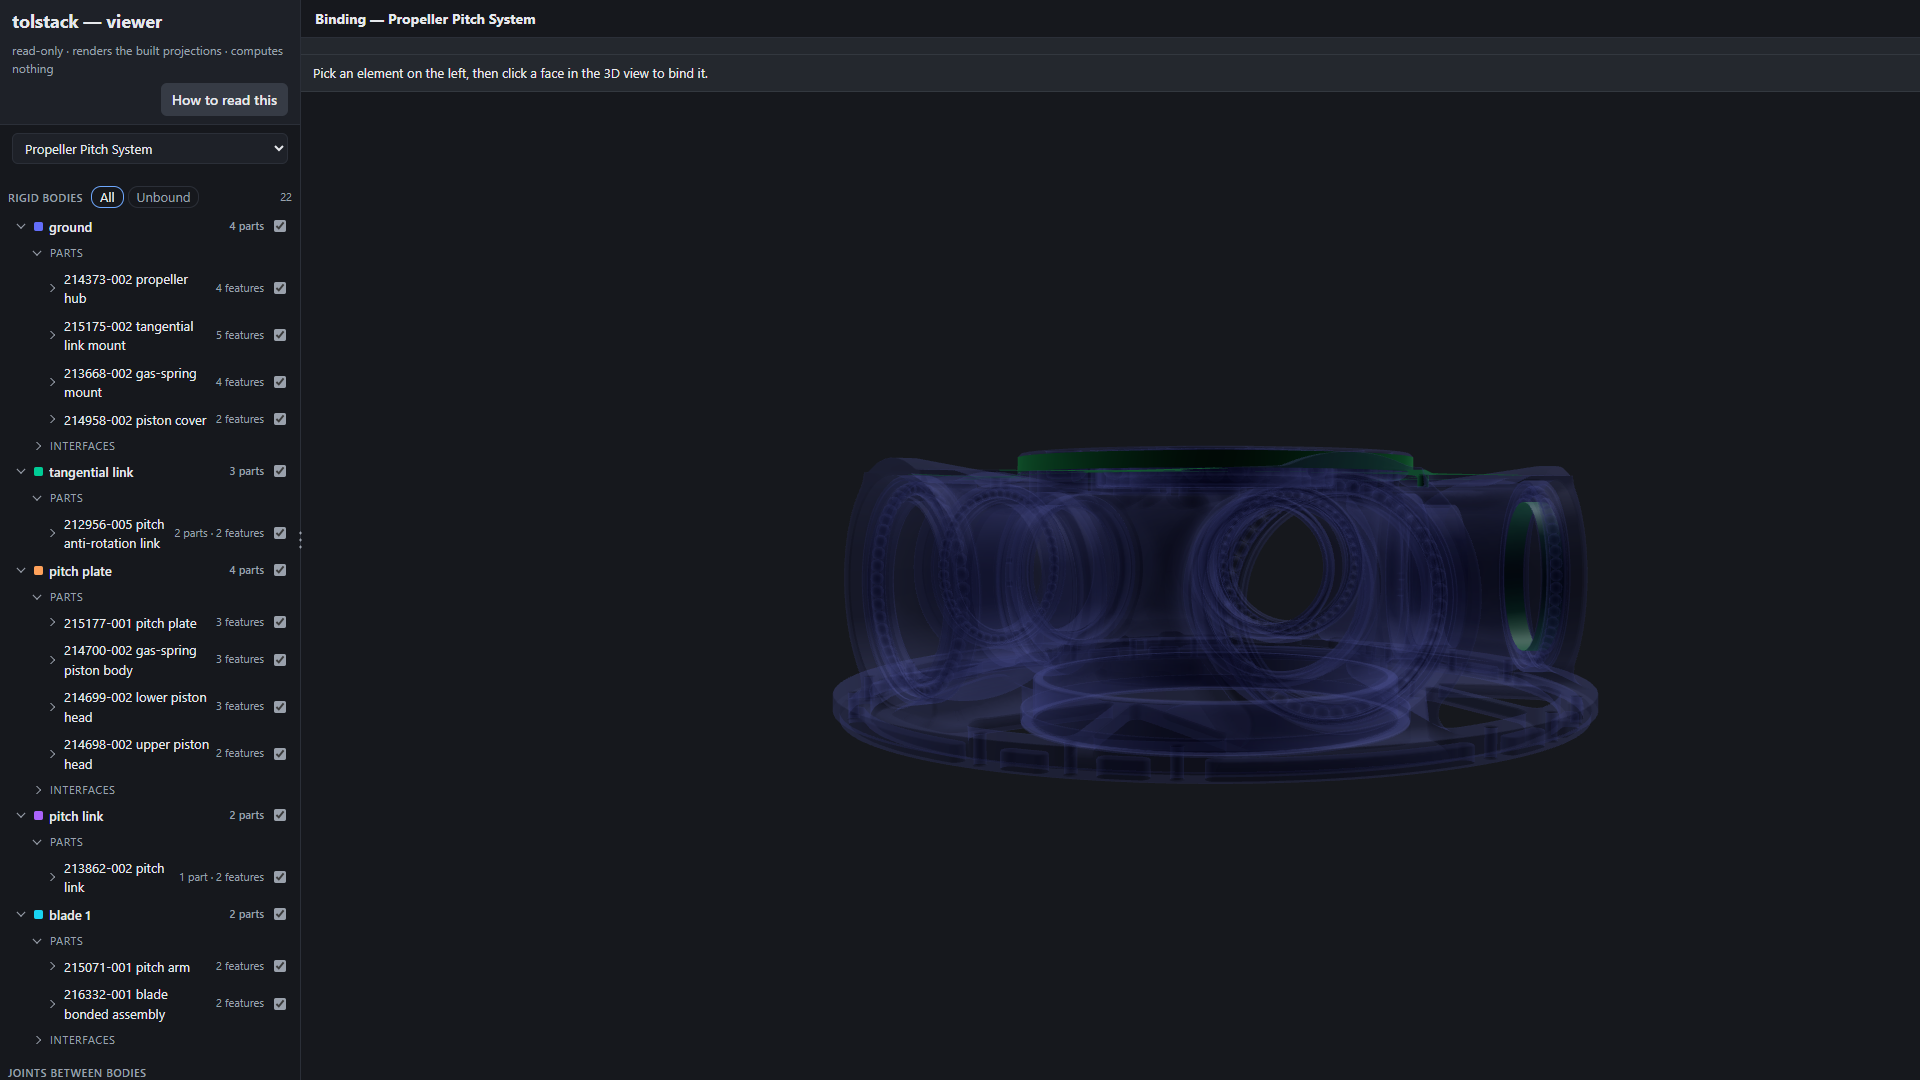 tolstack — viewer
read-only · renders the built projections · computes
nothing
How to read this
Propeller Pitch System
RIGID BODIES All Unbound 22
ground 4 parts
PARTS
214373-002 propeller
hub
4 features
215175-002 tangential
link mount
5 features
213668-002 gas-spring
mount
4 features
214958-002 piston cover 2 features
INTERFACES
tangential link 3 parts
PARTS
212956-005 pitch
anti-rotation link
2 parts · 2 features
pitch plate 4 parts
PARTS
215177-001 pitch plate 3 features
214700-002 gas-spring
piston body
3 features
214699-002 lower piston
head
3 features
214698-002 upper piston
head
2 features
INTERFACES
pitch link 2 parts
PARTS
213862-002 pitch
link
1 part · 2 features
blade 1 2 parts
PARTS
215071-001 pitch arm 2 features
216332-001 blade
bonded assembly
2 features
INTERFACES
JOINTS BETWEEN BODIES
Binding — Propeller Pitch System
Pick an element on the left, then click a face in the 3D view to bind it.